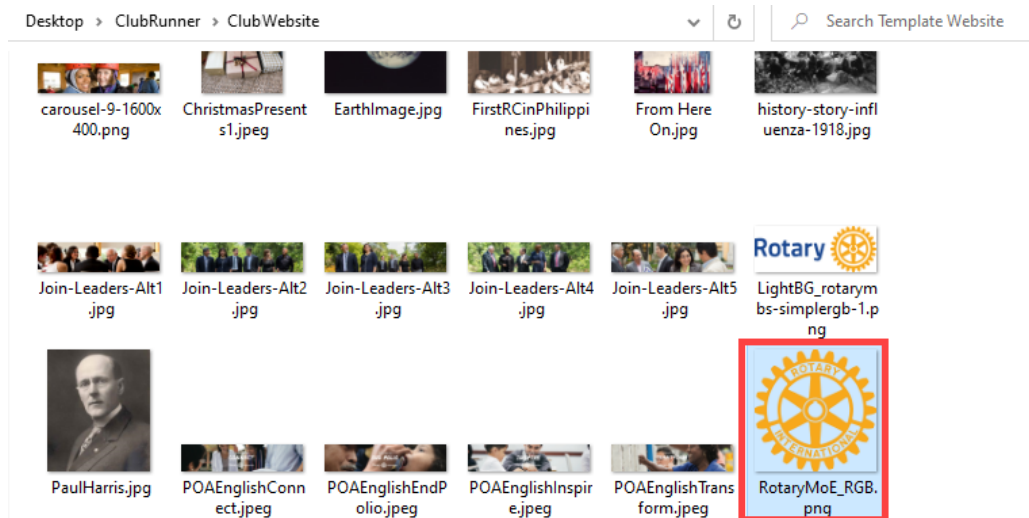 Desktop > ClubRunner > ClubWebsite
Search Template Website
carousel-9-1600x
400.png
ChristmasPresent
s1.jpeg
EarthImage.jpg
FirstRCinPhilippi
nes.jpg
From Here
On.jpg
history-story-infl
uenza-1918.jpg
Rotary
Join-Leaders-Alt1
.jpg
Join-Leaders-Alt2
.jpg
Join-Leaders-Alt3
.jpg
Join-Leaders-Alt4
.jpg
Join-Leaders-Alt5
.jpg
LightBG_rotarym
bs-simplergb-1.p
ng
ROTARY
INTERNATIONAL
PaulHarris.jpg
POAEnglishConn
ect.jpeg
POAEnglishEndP
olio.jpeg
POAEnglishInspir
e.jpeg
POAEnglishTrans
form.jpeg
RotaryMoE_RGB.
png